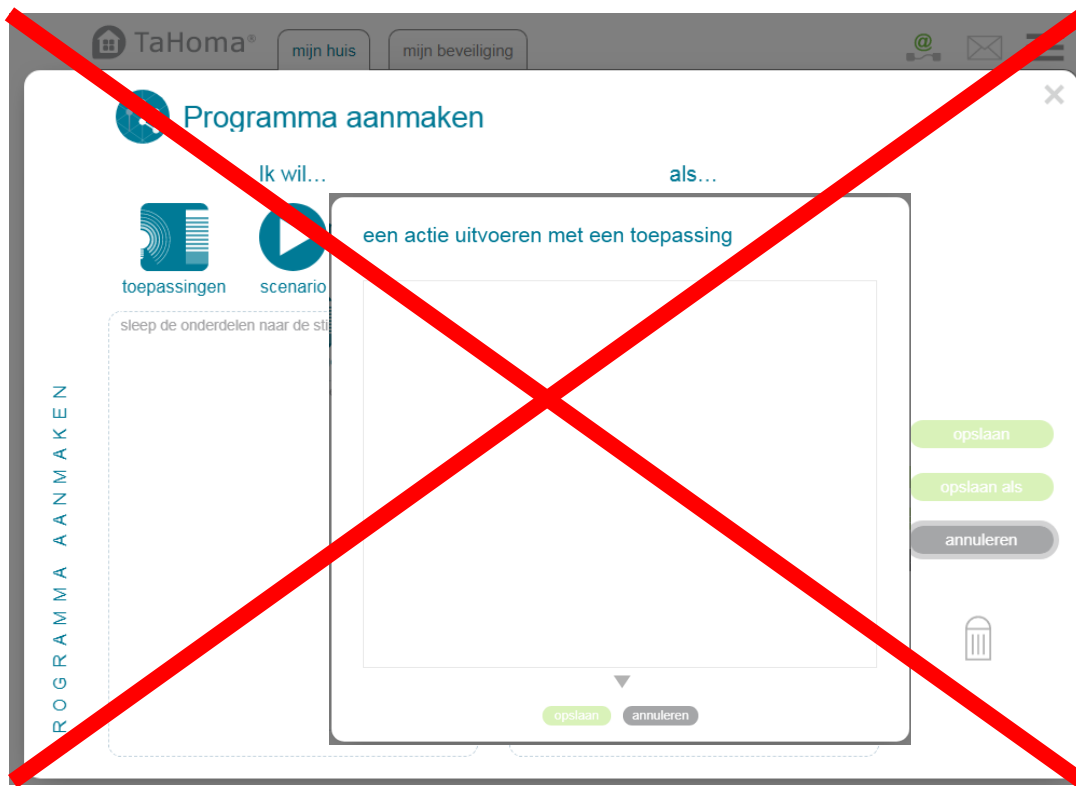 TaHoma®
mijn huis
mijn beveiliging
@
Programma aanmaken
Ik wil...
als...
toepassingen
scenario
sleep de onderdelen naar de sti
een actie uitvoeren met een toepassing
opslaan
annuleren
ROGRAMMA AANMAKEN
opslaan
opslaan als
annuleren